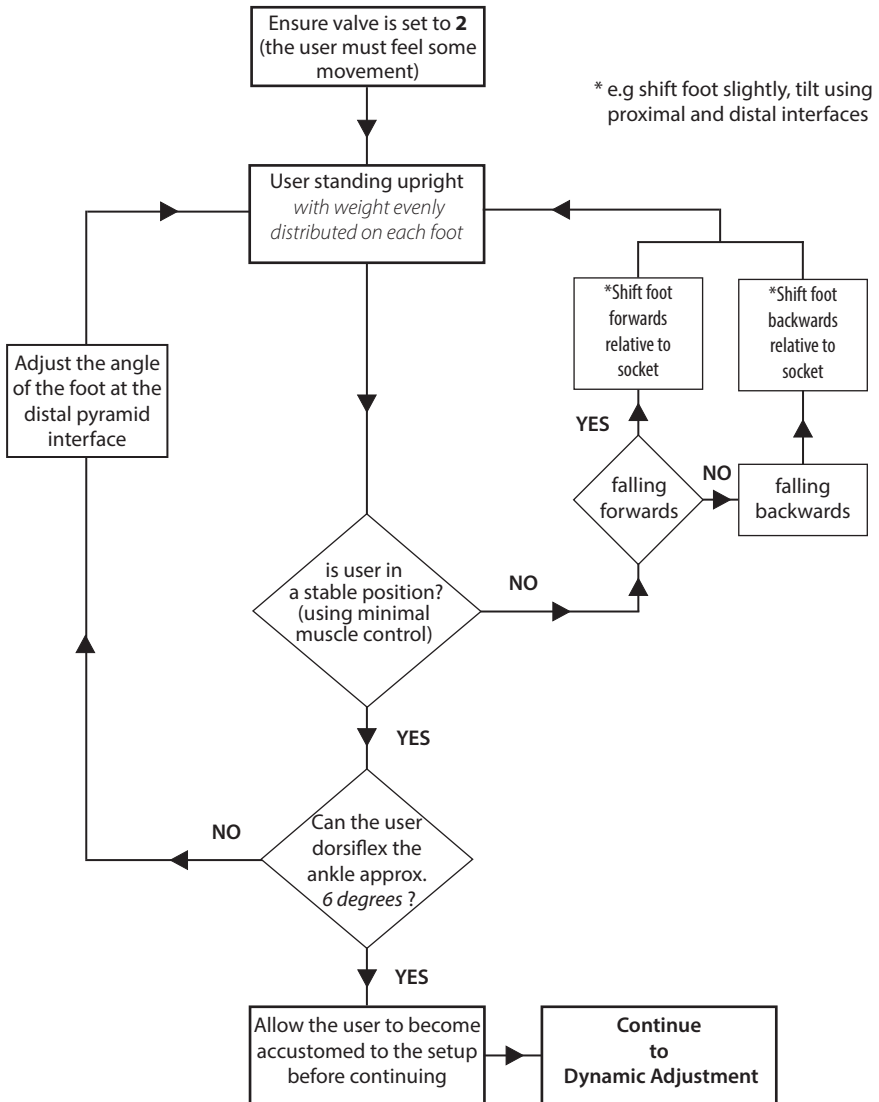 Ensure valve is set to 2
(the user must feel some
movement)
* e.g shift foot slightly, tilt using
proximal and distal interfaces
User standing upright
with weight evenly
distributed on each foot
*Shift foot
forwards
relative to
socket
*Shift foot
backwards
relative to
socket
Adjust the angle
of the foot at the
distal pyramid
interface
YES
falling
forwards
NO
falling
backwards
is user in
a stable position?
(using minimal
muscle control)
NO
YES
NO
Can the user
dorsiflex the
ankle approx.
6 degrees ?
YES
Allow the user to become
accustomed to the setup
before continuing
Continue
to
Dynamic Adjustment